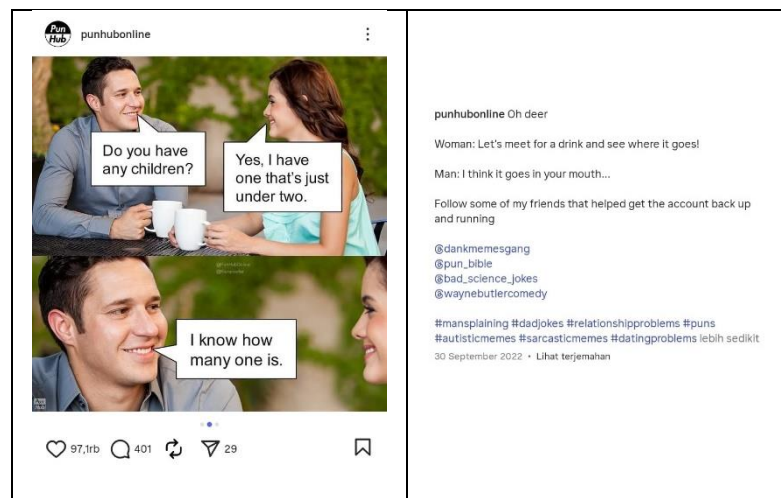 Pun
Hub
punhubonline
Do you have
any children?
Yes, I have
one that's just
under two.
I know how
many one is.
Pun
Hub
97,1rb
401
29
punhubonline Oh deer
Woman: Let's meet for a drink and see where it goes!
Man: I think it goes in your mouth...
Follow some of my friends that helped get the account back up
and running
@dankmemesgang
@pun_bible
@bad_science_jokes
@waynebutlercomedy
#mansplaining #dadjokes #relationshipproblems #puns
#autisticmemes #sarcasticmemes #datingproblems lebih sedikit
30 September 2022 • Lihat terjemahan